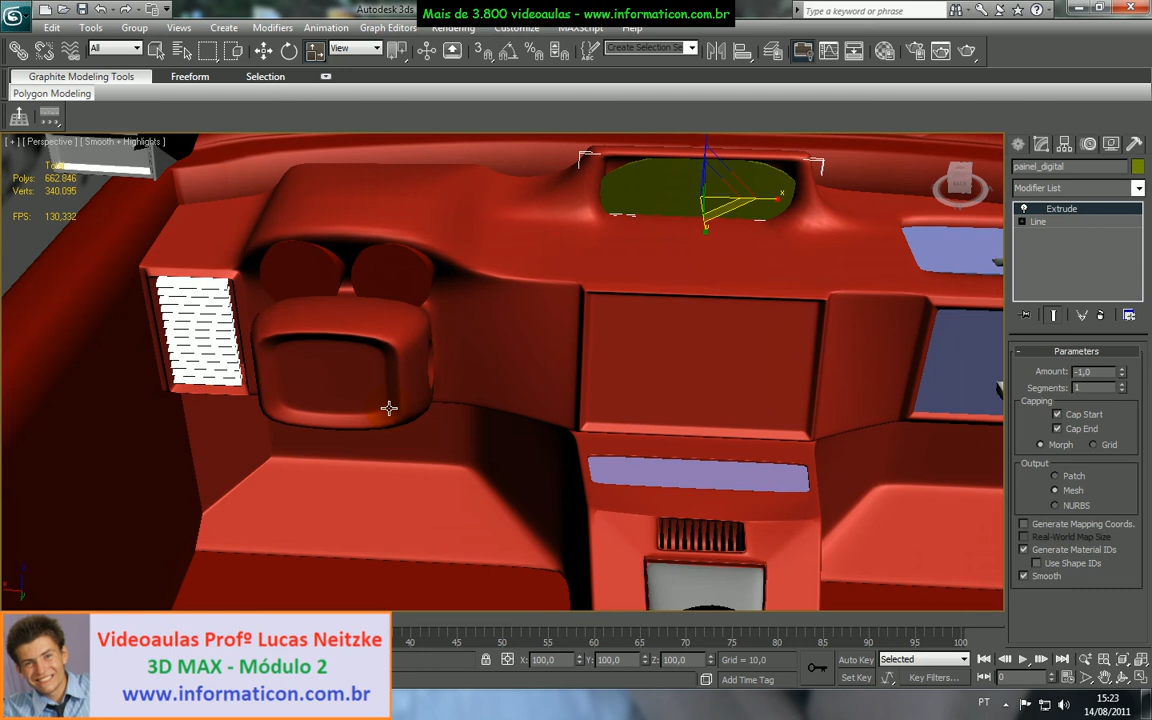 Autodesk 3ds
Mais de 3.800 videoaulas - www.informaticon.com.br
Type a keyword or phrase
Edit Tools Group Views Create Modifiers Animation Graph Editors Rendering Customize MAXScript Help
All
View
Create Selection Se
Graphite Modeling Tools Freeform Selection
Polygon Modeling
[ + ] [ Perspective ] [ Smooth + Highlights ]
Total
Polys: 662.846
Verts: 340.095
FPS: 130,332
x
painel_digital
Modifier List
Extrude
Line
Parameters
Amount: -1,0
Segments: 1
Capping
Cap Start
Cap End
Morph Grid
Output
Patch
Mesh
NURBS
Generate Mapping Coords.
Real-World Map Size
Generate Material IDs
Use Shape IDs
Smooth
Videoaulas Profº Lucas Neitzke
3D MAX - Módulo 2
www.informaticon.com.br
40 45 50 55 60 65 70 75 80 85 90 95 100
X: 100,0 Y: 100,0 Z: 100,0 Grid = 10,0
Add Time Tag
Auto Key Selected
Set Key Key Filters... 0
PT 15:23
14/08/2011